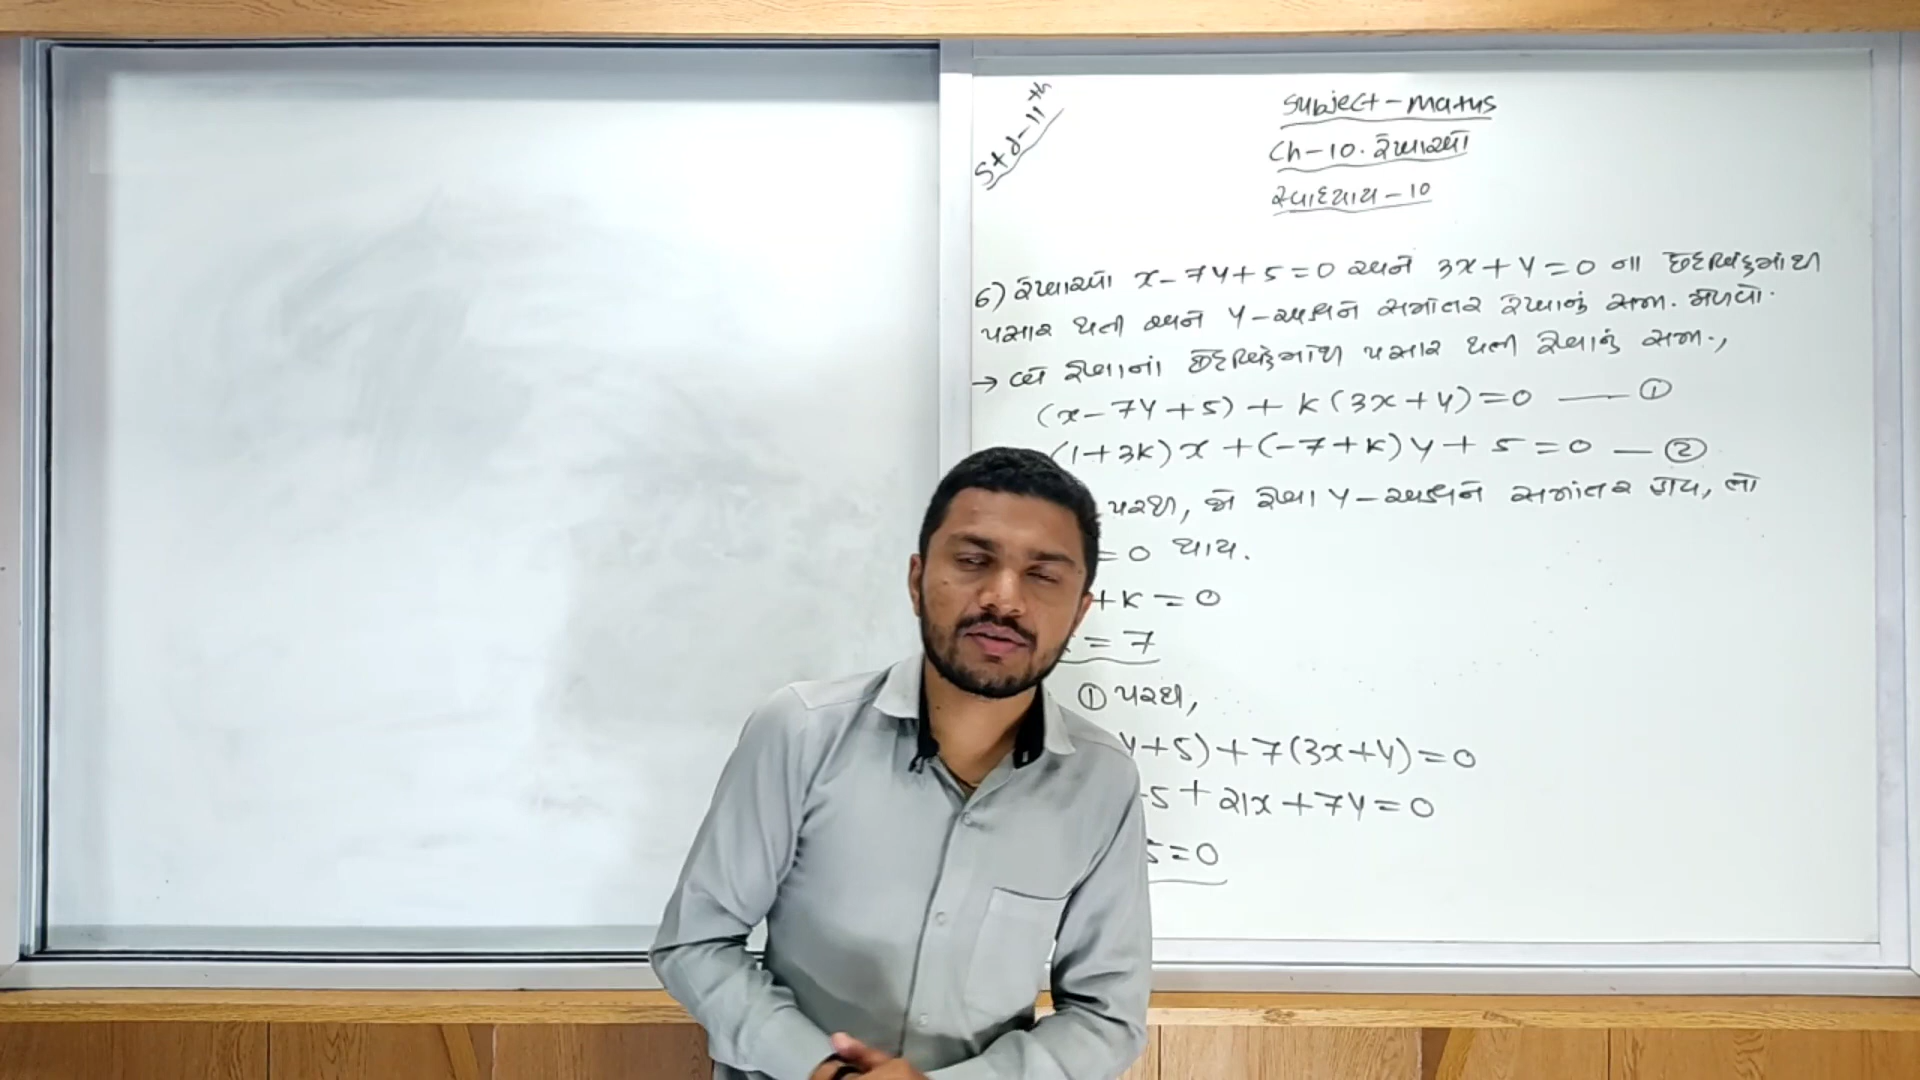 Std-11th
Subject-Maths
Ch-10. રેખાઓ
સ્વાધ્યાય-10
6) રેખાઓ x-7y+5=0 અને 3x+y=0 ના છેદબિંદુમાંથી
પસાર થતી અને y-અક્ષને સમાંતર રેખાનું સમી. મેળવો.
→ બે રેખાનાં છેદબિંદુમાંથી પસાર થતી રેખાનું સમી.,
(x-7y+5)+k(3x+y)=0 —— ①
(1+3k)x+(-7+k)y+5=0 — ②
પરથી, જો રેખા y-અક્ષને સમાંતર હોય, તો
=0 થાય.
+k=0
=7
① પરથી,
y+5)+7(3x+y)=0
5+21x+7y=0
5=0